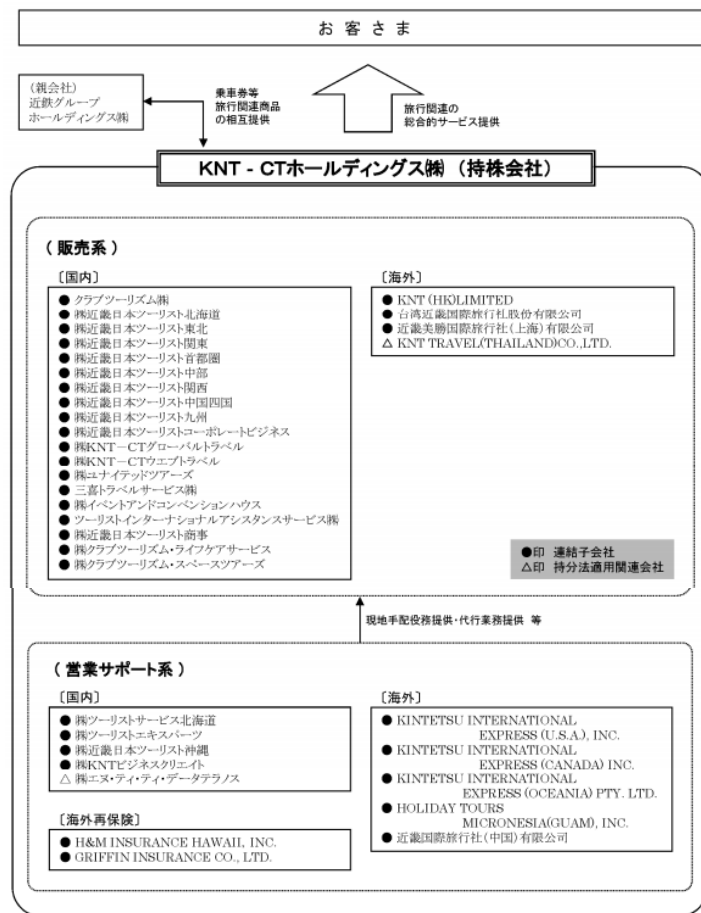 お客さま
(親会社)
近鉄グループ
ホールディングス㈱
乗車券等
旅行関連商品
の相互提供
旅行関連の
総合的サービス提供
KNT - CTホールディングス㈱ (持株会社)
(販売系)
〔国内〕
● クラブツーリズム㈱
● ㈱近畿日本ツーリスト北海道
● ㈱近畿日本ツーリスト東北
● ㈱近畿日本ツーリスト関東
● ㈱近畿日本ツーリスト首都圏
● ㈱近畿日本ツーリスト中部
● ㈱近畿日本ツーリスト関西
● ㈱近畿日本ツーリスト中国四国
● ㈱近畿日本ツーリスト九州
● ㈱近畿日本ツーリストコーポレートビジネス
● ㈱KNT－CTグローバルトラベル
● ㈱KNT－CTウエブトラベル
● ㈱ユナイテッドツアーズ
● 三喜トラベルサービス㈱
● ㈱イベントアンドコンベンションハウス
● ツーリストインターナショナルアシスタンスサービス㈱
● ㈱近畿日本ツーリスト商事
● ㈱クラブツーリズム・ライフケアサービス
● ㈱クラブツーリズム・スペースツアーズ
〔海外〕
● KNT (HK)LIMITED
● 台湾近畿国際旅行社股份有限公司
● 近畿美勝国際旅行社(上海)有限公司
△ KNT TRAVEL(THAILAND)CO.,LTD.
●印 連結子会社
△印 持分法適用関連会社
現地手配役務提供・代行業務提供 等
(営業サポート系)
〔国内〕
● ㈱ツーリストサービス北海道
● ㈱ツーリストエキスパーツ
● ㈱近畿日本ツーリスト沖縄
● ㈱KNTビジネスクリエイト
△ ㈱エヌ・ティ・ティ・データテラノス
〔海外再保険〕
● H&M INSURANCE HAWAII, INC.
● GRIFFIN INSURANCE CO., LTD.
〔海外〕
● KINTETSU INTERNATIONAL
EXPRESS (U.S.A.), INC.
● KINTETSU INTERNATIONAL
EXPRESS (CANADA) INC.
● KINTETSU INTERNATIONAL
EXPRESS (OCEANIA) PTY. LTD.
● HOLIDAY TOURS
MICRONESIA(GUAM), INC.
● 近畿国際旅行社(中国)有限公司